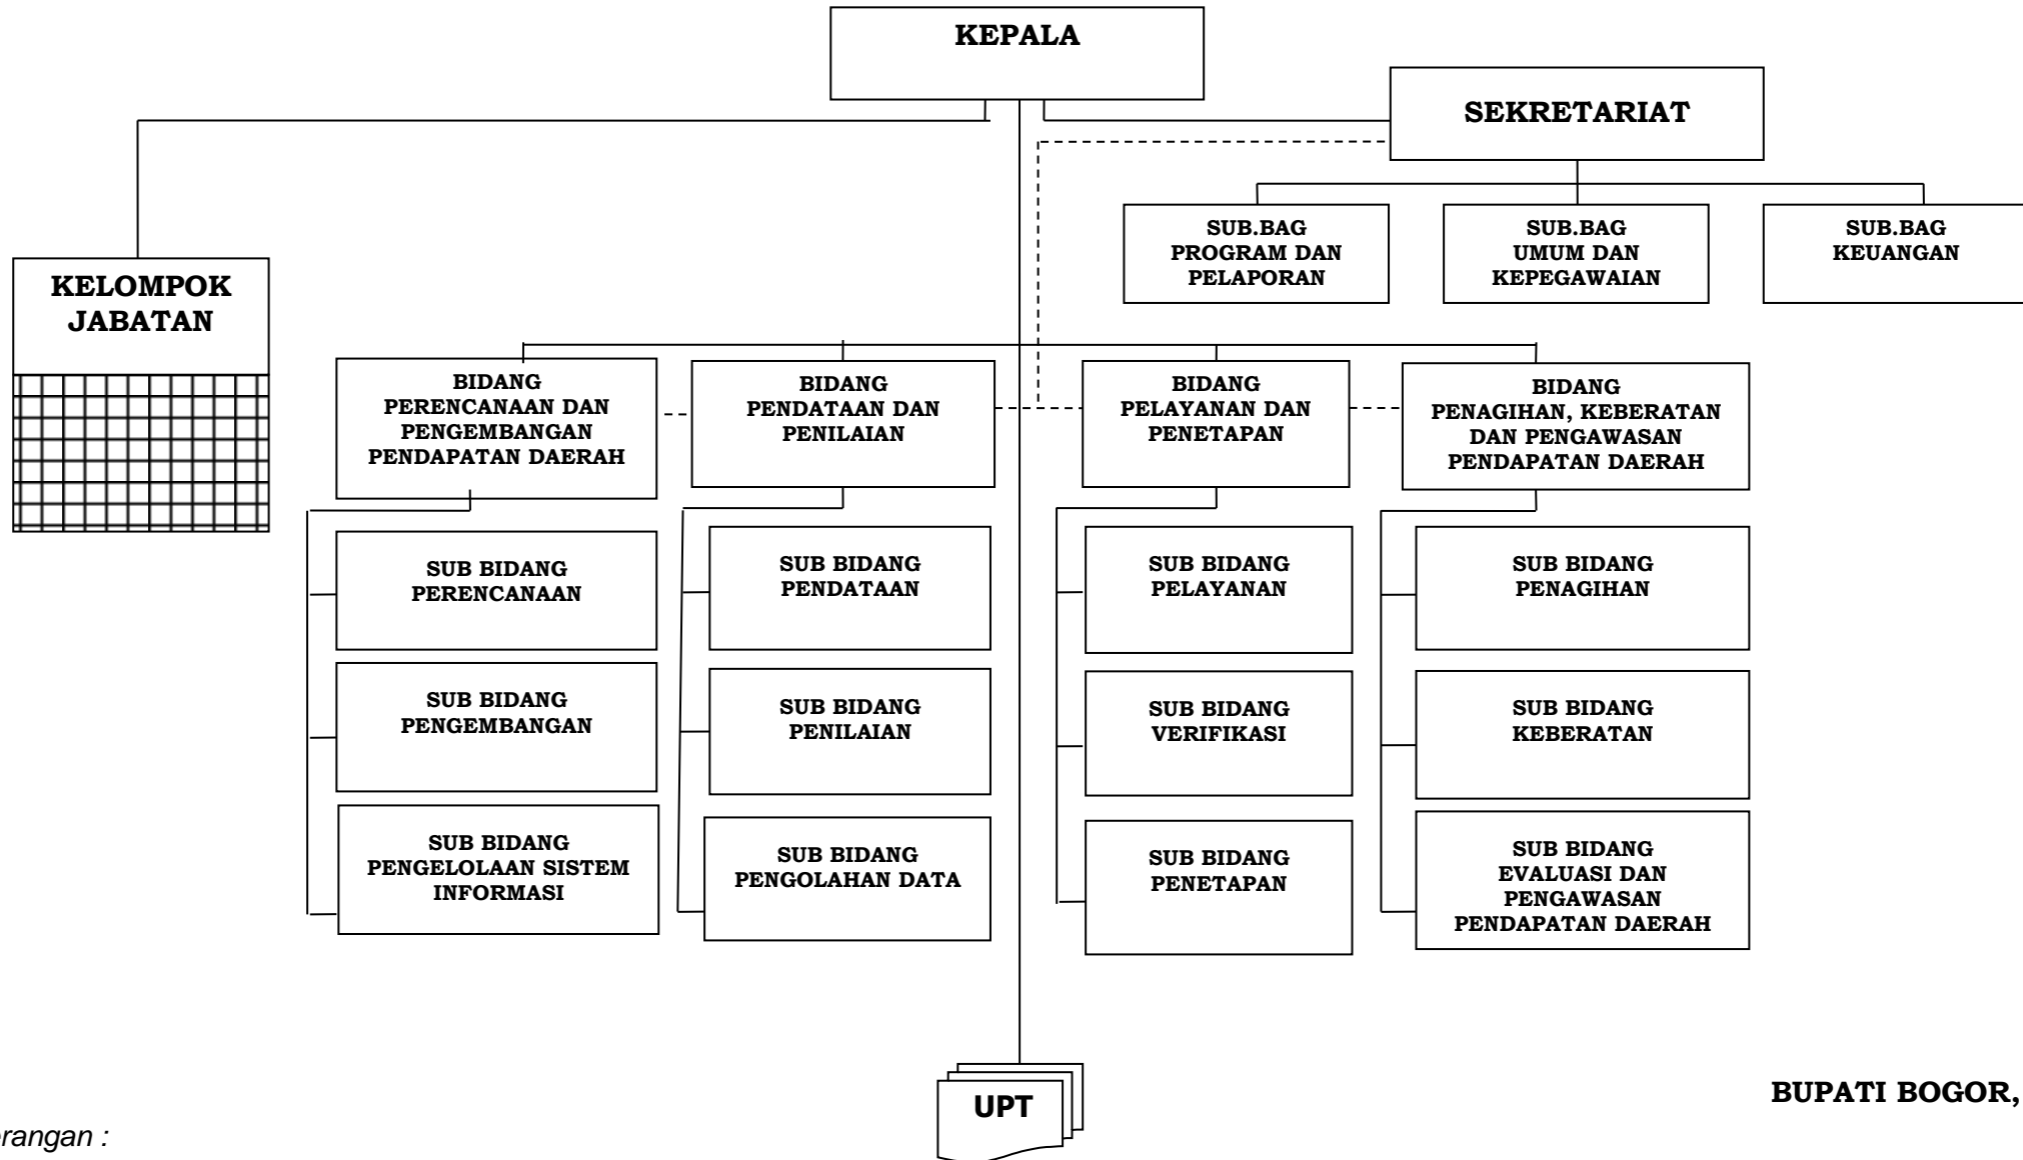 KEPALA
SEKRETARIAT
SUB.BAG
PROGRAM DAN
PELAPORAN
SUB.BAG
UMUM DAN
KEPEGAWAIAN
SUB.BAG
KEUANGAN
KELOMPOK
JABATAN
BIDANG
PERENCANAAN DAN
PENGEMBANGAN
PENDAPATAN DAERAH
BIDANG
PENDATAAN DAN
PENILAIAN
BIDANG
PELAYANAN DAN
PENETAPAN
BIDANG
PENAGIHAN, KEBERATAN
DAN PENGAWASAN
PENDAPATAN DAERAH
SUB BIDANG
PERENCANAAN
SUB BIDANG
PENDATAAN
SUB BIDANG
PELAYANAN
SUB BIDANG
PENAGIHAN
SUB BIDANG
PENGEMBANGAN
SUB BIDANG
PENILAIAN
SUB BIDANG
VERIFIKASI
SUB BIDANG
KEBERATAN
SUB BIDANG
PENGELOLAAN SISTEM
INFORMASI
SUB BIDANG
PENGOLAHAN DATA
SUB BIDANG
PENETAPAN
SUB BIDANG
EVALUASI DAN
PENGAWASAN
PENDAPATAN DAERAH
UPT
BUPATI BOGOR,
erangan :